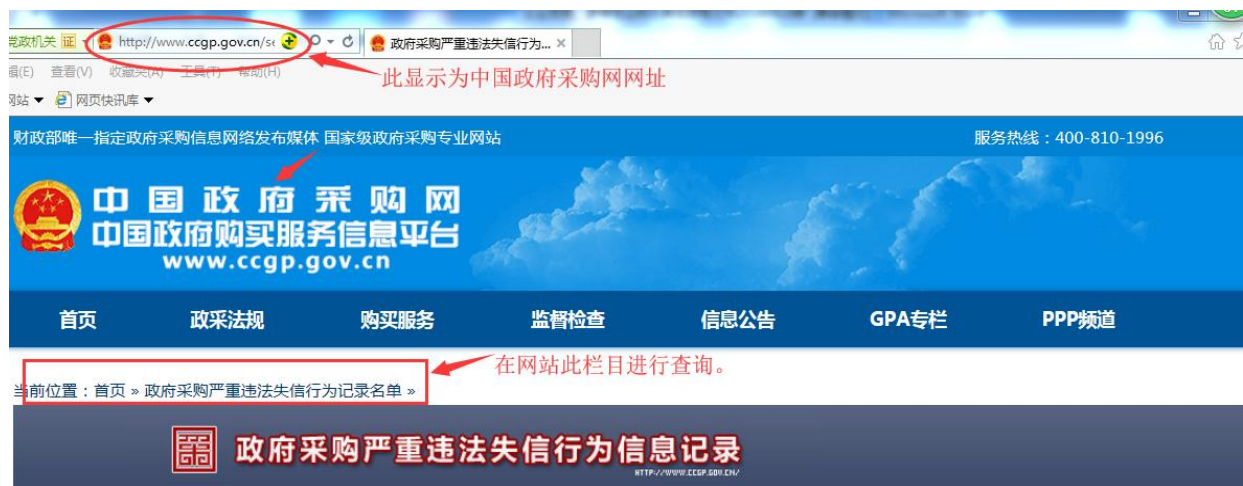 党政机关 证 http://www.ccgp.gov.cn/se 政府采购严重违法失信行为... ×
此显示为中国政府采购网网址
编(E) 查看(V) 收藏夹(A) 工具(T) 帮助(H)
网站 ▼ 网页快讯库 ▼
财政部唯一指定政府采购信息网络发布媒体 国家级政府采购专业网站 服务热线：400-810-1996
中国政府采购网
中国政府购买服务信息平台
www.ccgp.gov.cn
首页 政采法规 购买服务 监督检查 信息公告 GPA专栏 PPP频道
在网站此栏目进行查询。
当前位置：首页 » 政府采购严重违法失信行为记录名单 »
政府采购严重违法失信行为信息记录
HTTP://WWW.CCGP.GOV.CN/